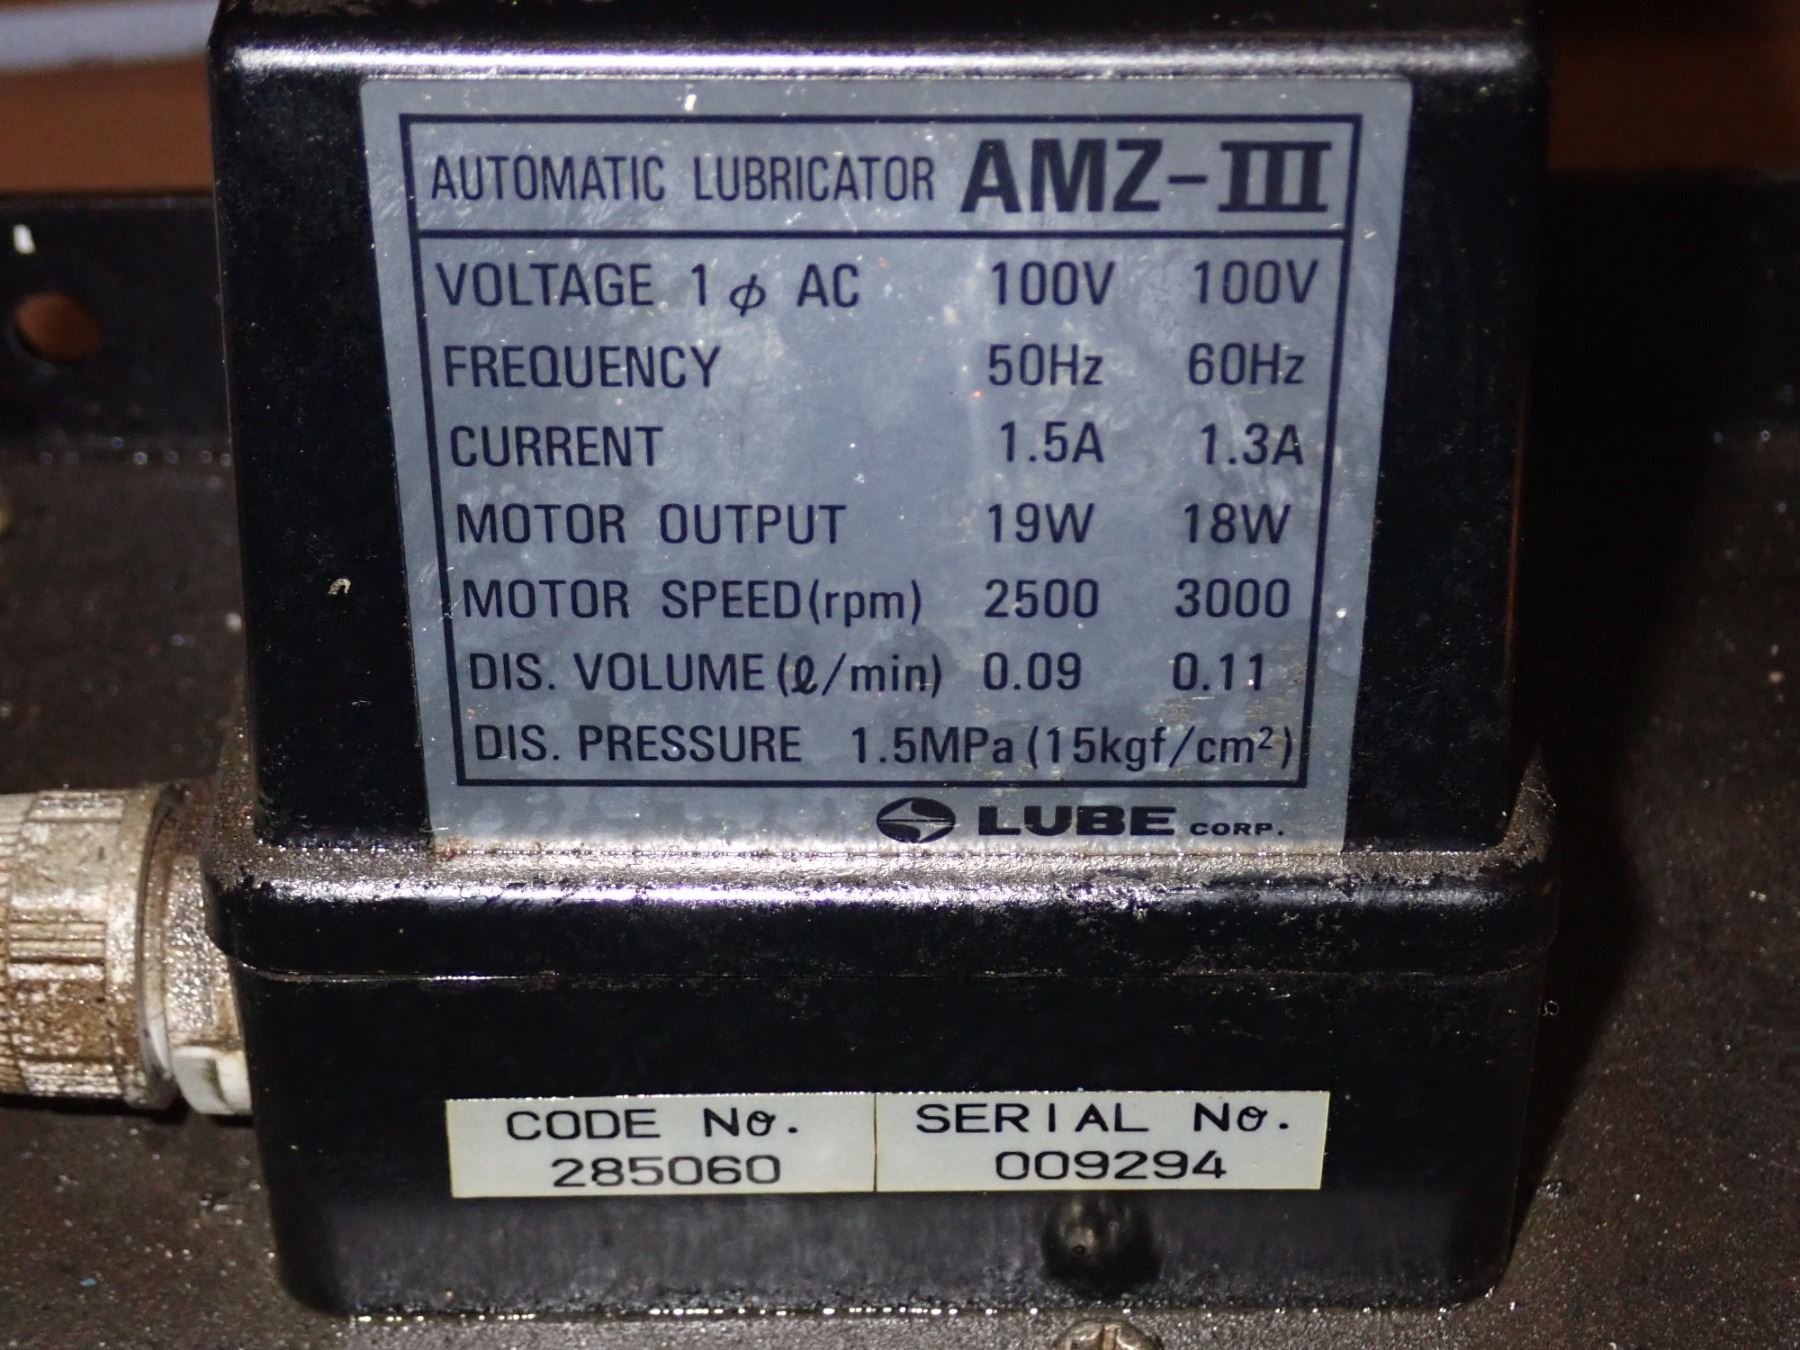 AUTOMATIC LUBRICATOR AMZ-III
VOLTAGE 1φ AC 100V 100V
FREQUENCY 50Hz 60Hz
CURRENT 1.5A 1.3A
MOTOR OUTPUT 19W 18W
MOTOR SPEED(rpm) 2500 3000
DIS. VOLUME(ℓ/min) 0.09 0.11
DIS. PRESSURE 1.5MPa(15kgf/cm²)
LUBE CORP.
CODE No. SERIAL No.
285060 009294